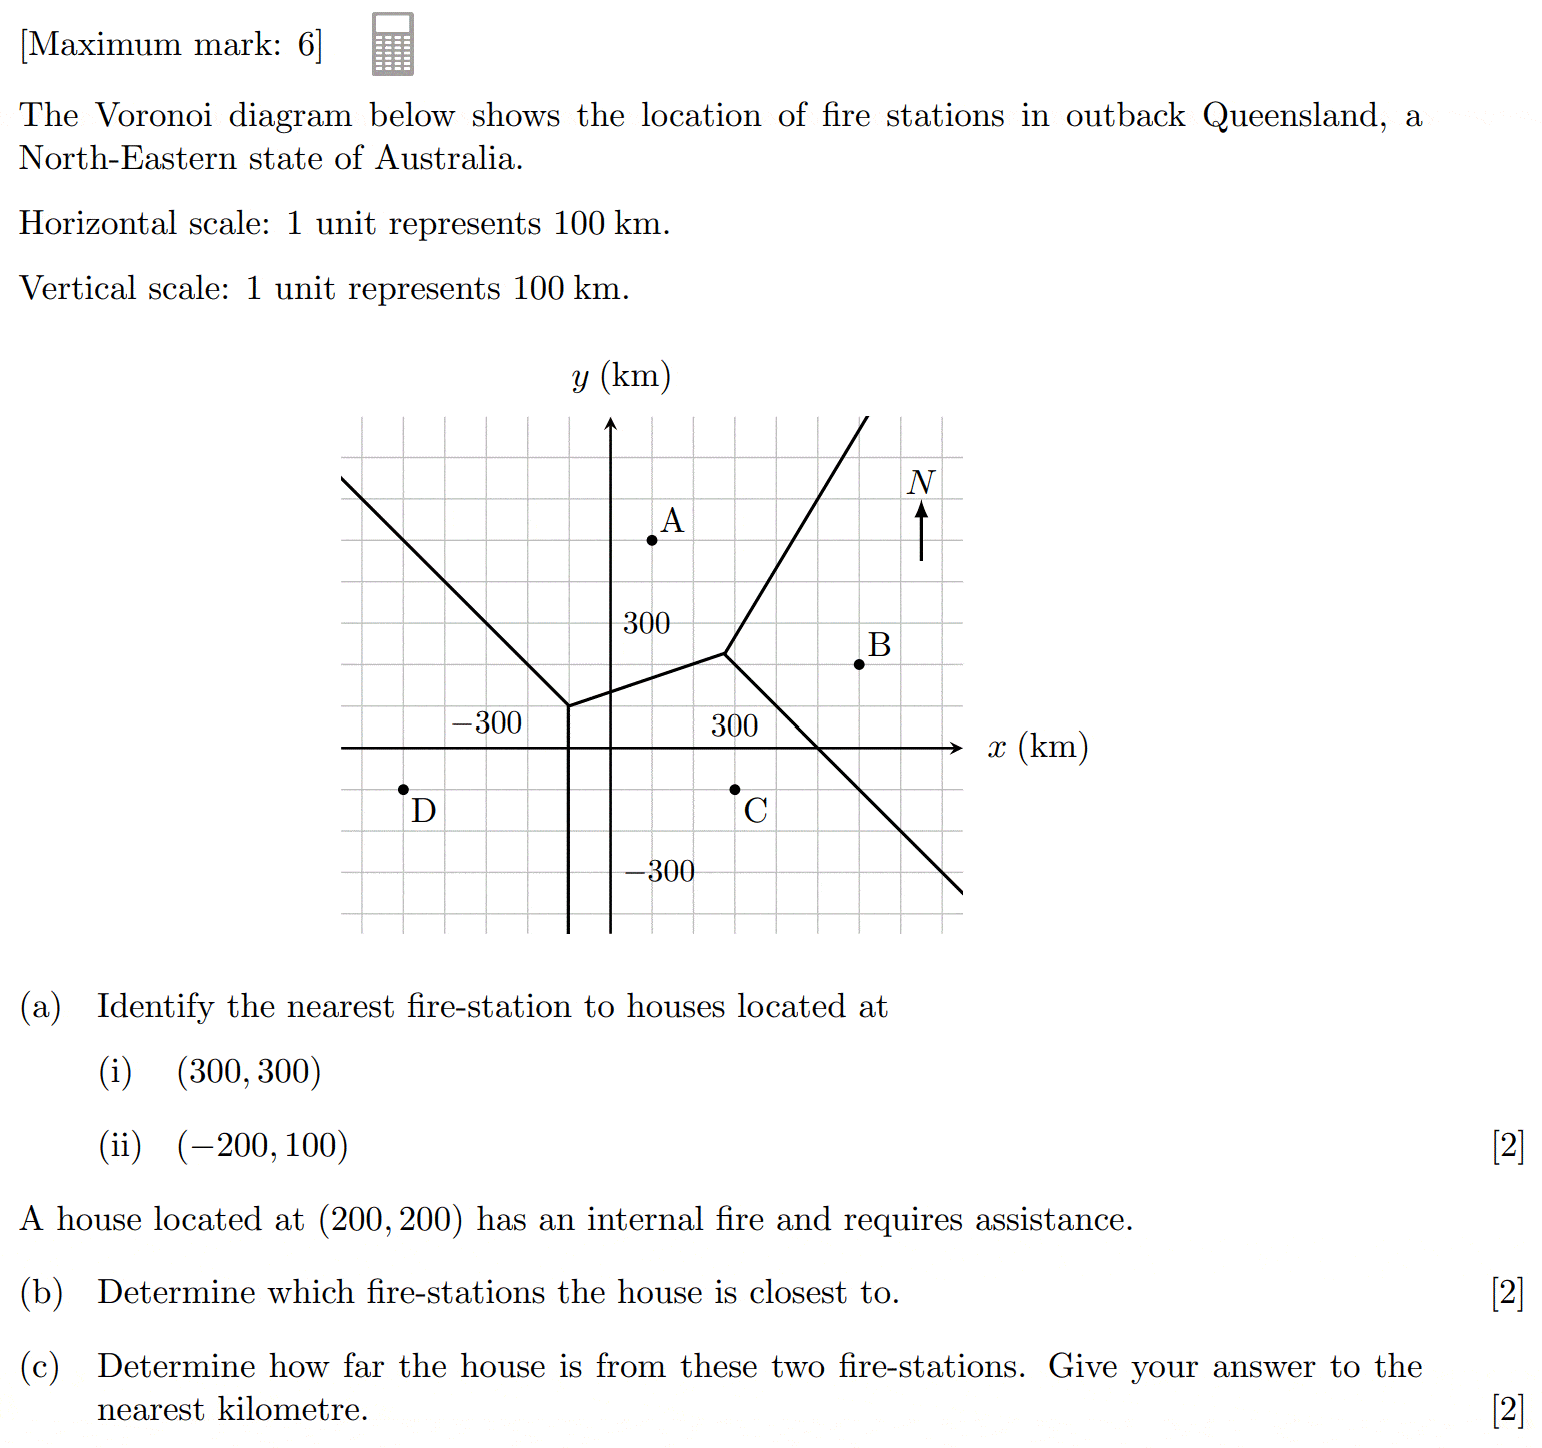 [Maximum mark: 6]
The Voronoi diagram below shows the location of fire stations in outback Queensland, a
North-Eastern state of Australia.
Horizontal scale: 1 unit represents 100 km.
Vertical scale: 1 unit represents 100 km.
y (km)
N
A
300
B
−300
300
x (km)
D
C
−300
(a) Identify the nearest fire-station to houses located at
(i) (300, 300)
(ii) (−200, 100) [2]
A house located at (200, 200) has an internal fire and requires assistance.
(b) Determine which fire-stations the house is closest to. [2]
(c) Determine how far the house is from these two fire-stations. Give your answer to the
nearest kilometre. [2]